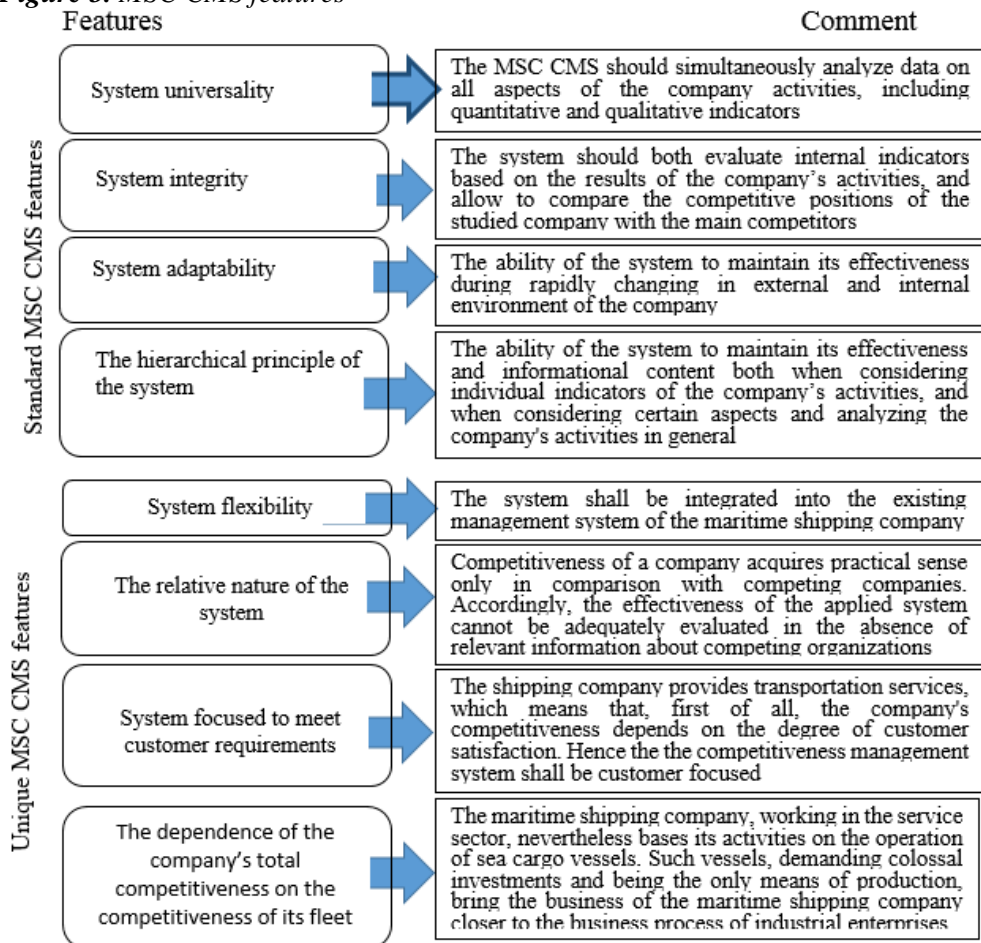 Figure 3. MSC CMS features
Features
Comment
Standard MSC CMS features
System universality
The MSC CMS should simultaneously analyze data on
all aspects of the company activities, including
quantitative and qualitative indicators
System integrity
The system should both evaluate internal indicators
based on the results of the company's activities, and
allow to compare the competitive positions of the
studied company with the main competitors
System adaptability
The ability of the system to maintain its effectiveness
during rapidly changing in external and internal
environment of the company
The hierarchical principle of
the system
The ability of the system to maintain its effectiveness
and informational content both when considering
individual indicators of the company's activities, and
when considering certain aspects and analyzing the
company's activities in general
Unique MSC CMS features
System flexibility
The system shall be integrated into the existing
management system of the maritime shipping company
The relative nature of the
system
Competitiveness of a company acquires practical sense
only in comparison with competing companies.
Accordingly, the effectiveness of the applied system
cannot be adequately evaluated in the absence of
relevant information about competing organizations
System focused to meet
customer requirements
The shipping company provides transportation services,
which means that, first of all, the company's
competitiveness depends on the degree of customer
satisfaction. Hence the the competitiveness management
system shall be customer focused
The dependence of the
company's total
competitiveness on the
competitiveness of its fleet
The maritime shipping company, working in the service
sector, nevertheless bases its activities on the operation
of sea cargo vessels. Such vessels, demanding colossal
investments and being the only means of production,
bring the business of the maritime shipping company
closer to the business process of industrial enterprises